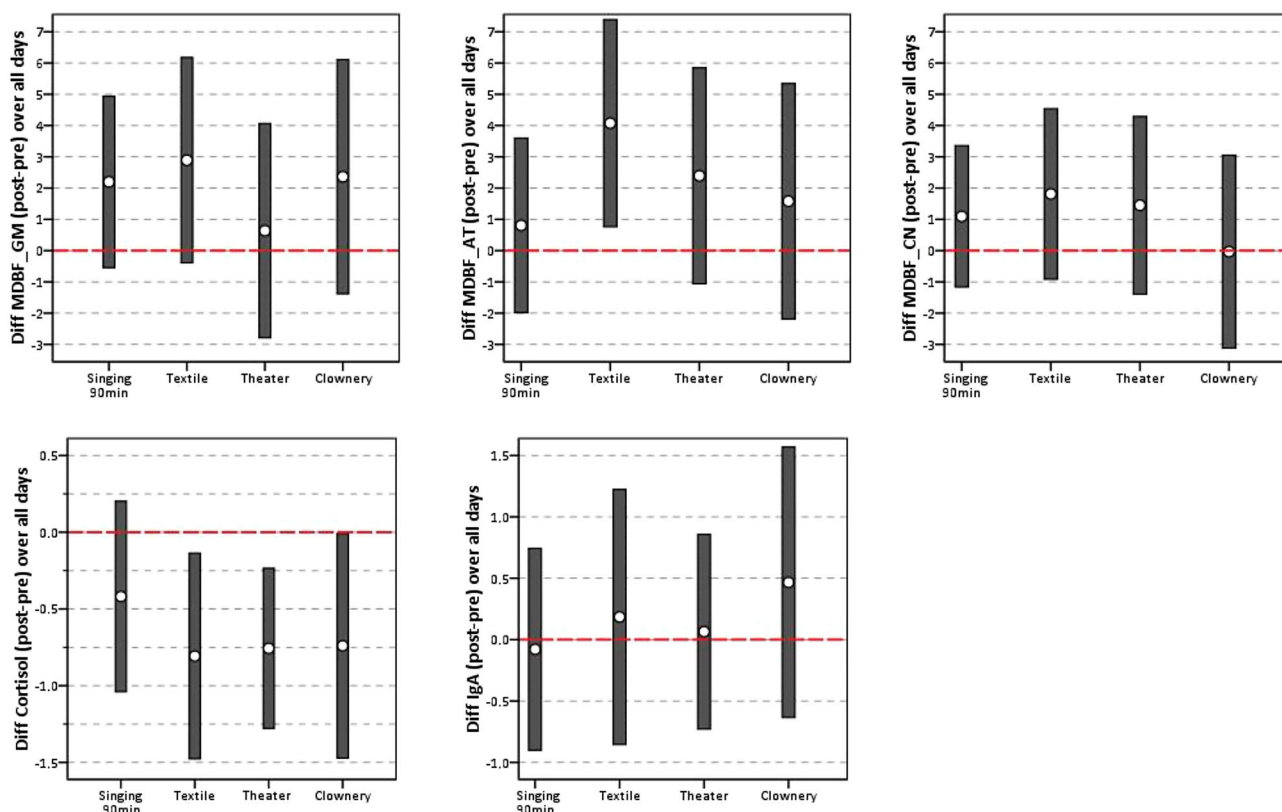 Diff MDBF_GM (post-pre) over all days
7
6
5
4
3
2
1
0
-1
-2
-3
Singing
90min
Textile
Theater
Clownery
Diff MDBF_AT (post-pre) over all days
7
6
5
4
3
2
1
0
-1
-2
-3
Singing
90min
Textile
Theater
Clownery
Diff MDBF_CN (post-pre) over all days
7
6
5
4
3
2
1
0
-1
-2
-3
Singing
90min
Textile
Theater
Clownery
Diff Cortisol (post-pre) over all days
0.5
0.0
-0.5
-1.0
-1.5
Singing
90min
Textile
Theater
Clownery
Diff IgA (post-pre) over all days
1.5
1.0
0.5
0.0
-0.5
-1.0
Singing
90min
Textile
Theater
Clownery